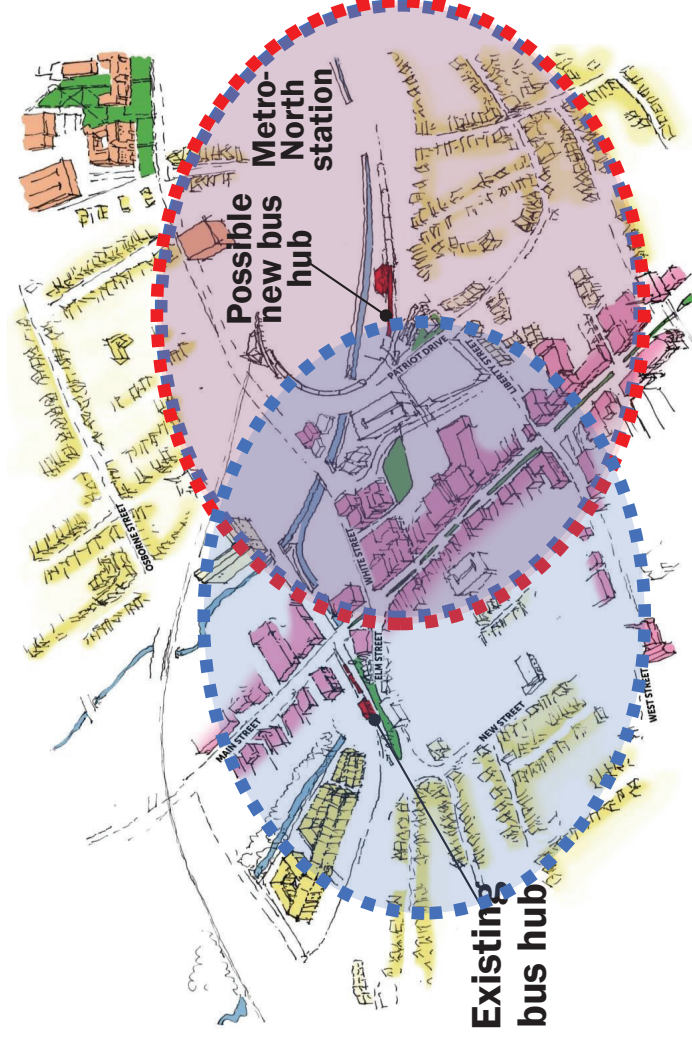 Metro-
North
station
Possible
new bus
hub
OSBORNE STREET
PATRIOT DRIVE
LIBERTY STREET
WHITE STREET
ELM STREET
MAIN STREET
NEW STREET
WEST STREET
Existing
bus hub